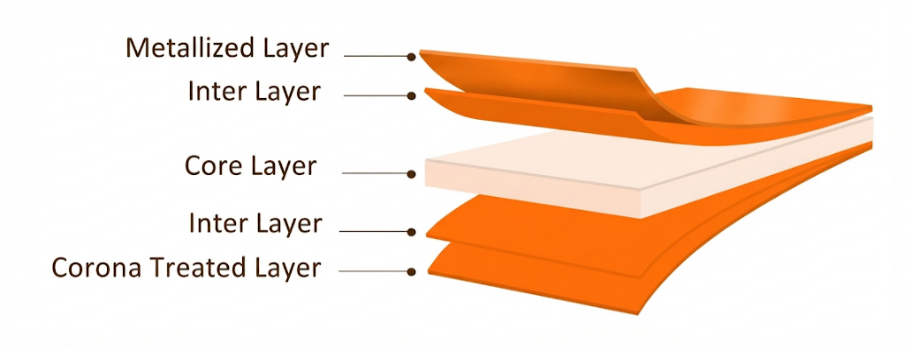 Metallized Layer
Inter Layer
Core Layer
Inter Layer
Corona Treated Layer